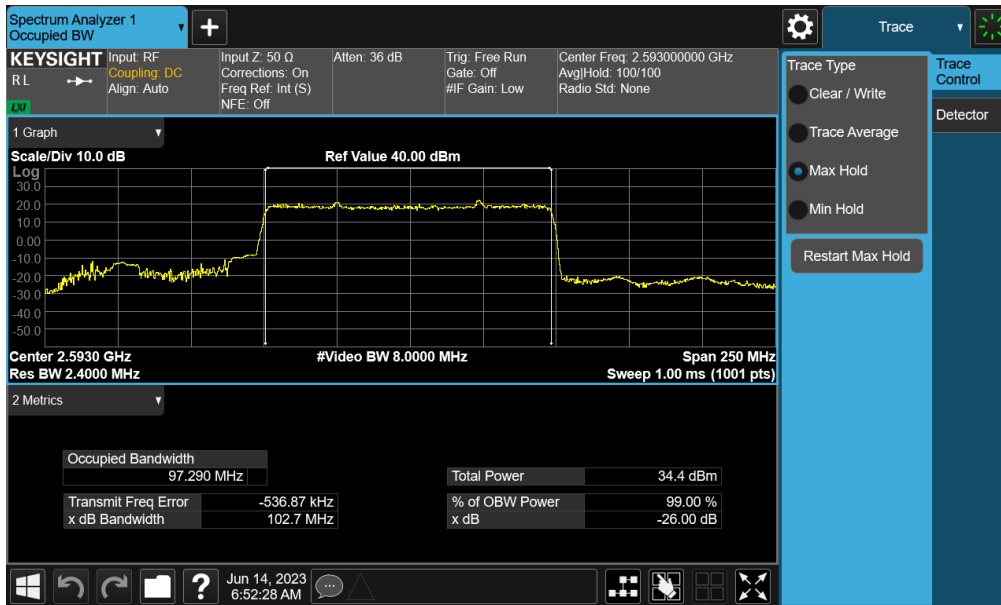 Spectrum Analyzer 1
Occupied BW
+
Trace
KEYSIGHT
R L
LXI
Input: RF
Coupling: DC
Align: Auto
Input Z: 50 Ω
Corrections: On
Freq Ref: Int (S)
NFE: Off
Atten: 36 dB
Trig: Free Run
Gate: Off
#IF Gain: Low
Center Freq: 2.593000000 GHz
Avg|Hold: 100/100
Radio Std: None
1 Graph
Scale/Div 10.0 dB
Ref Value 40.00 dBm
Log
30.0
20.0
10.0
0.00
-10.0
-20.0
-30.0
-40.0
-50.0
Center 2.5930 GHz
#Video BW 8.0000 MHz
Span 250 MHz
Res BW 2.4000 MHz
Sweep 1.00 ms (1001 pts)
2 Metrics
Occupied Bandwidth
97.290 MHz
Total Power 34.4 dBm
Transmit Freq Error -536.87 kHz
% of OBW Power 99.00 %
x dB Bandwidth 102.7 MHz
x dB -26.00 dB
?
Jun 14, 2023
6:52:28 AM
Trace Type
Clear / Write
Trace Average
Max Hold
Min Hold
Restart Max Hold
Trace
Control
Detector